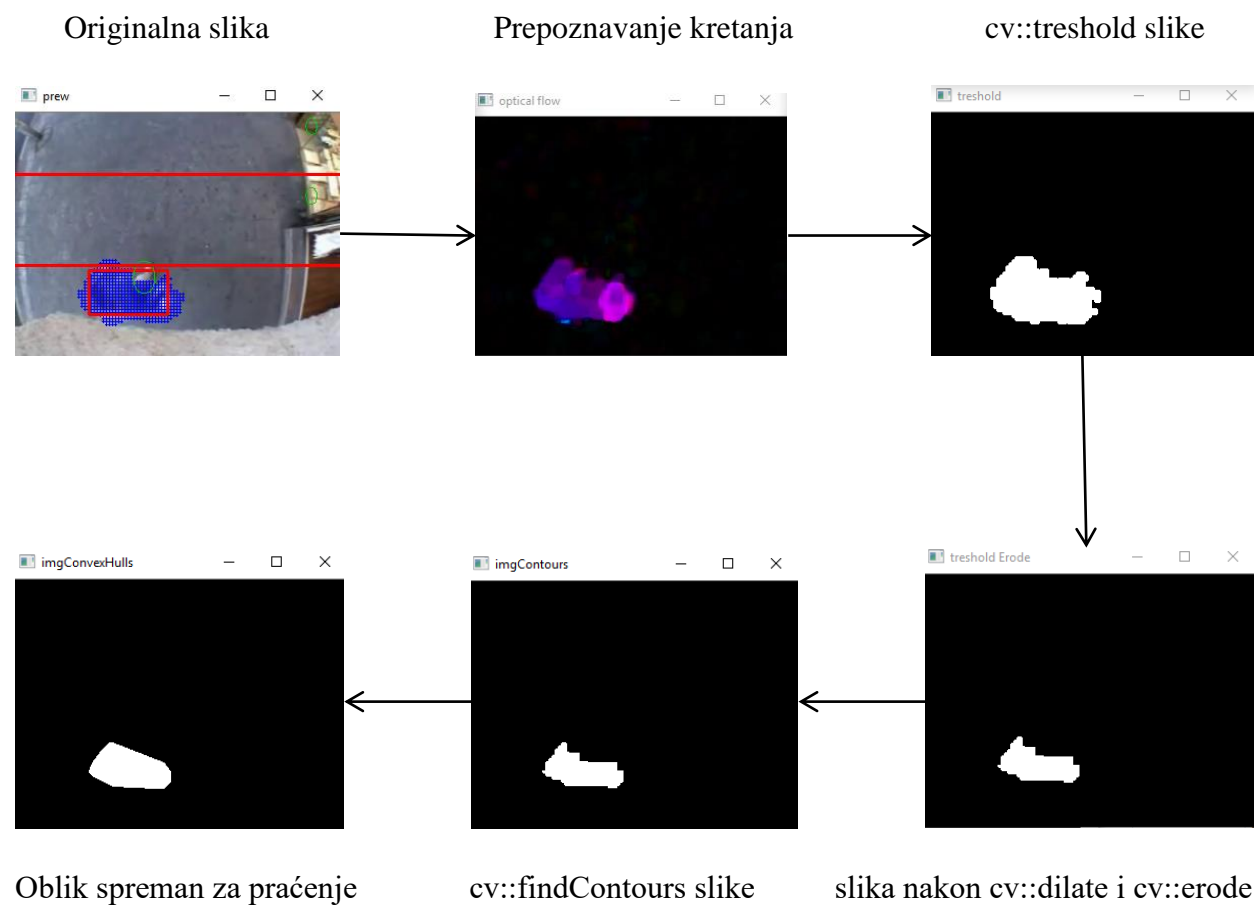 Originalna slika
Prepoznavanje kretanja
cv::treshold slike
prew
optical flow
treshold
imgConvexHulls
imgContours
treshold Erode
Oblik spreman za praćenje
cv::findContours slike
slika nakon cv::dilate i cv::erode